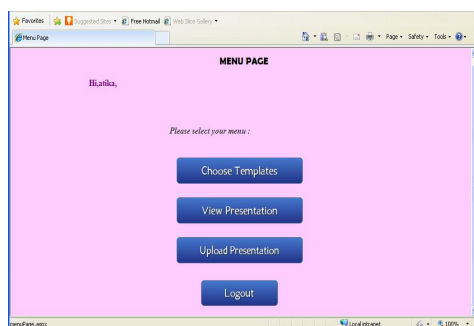 Favorites Suggested Sites Free Hotmail Web Slice Gallery
Menu Page Page Safety Tools
MENU PAGE
Hi,atika,
Please select your menu :
Choose Templates
View Presentation
Upload Presentation
Logout
menuPage.aspx Local intranet 100%